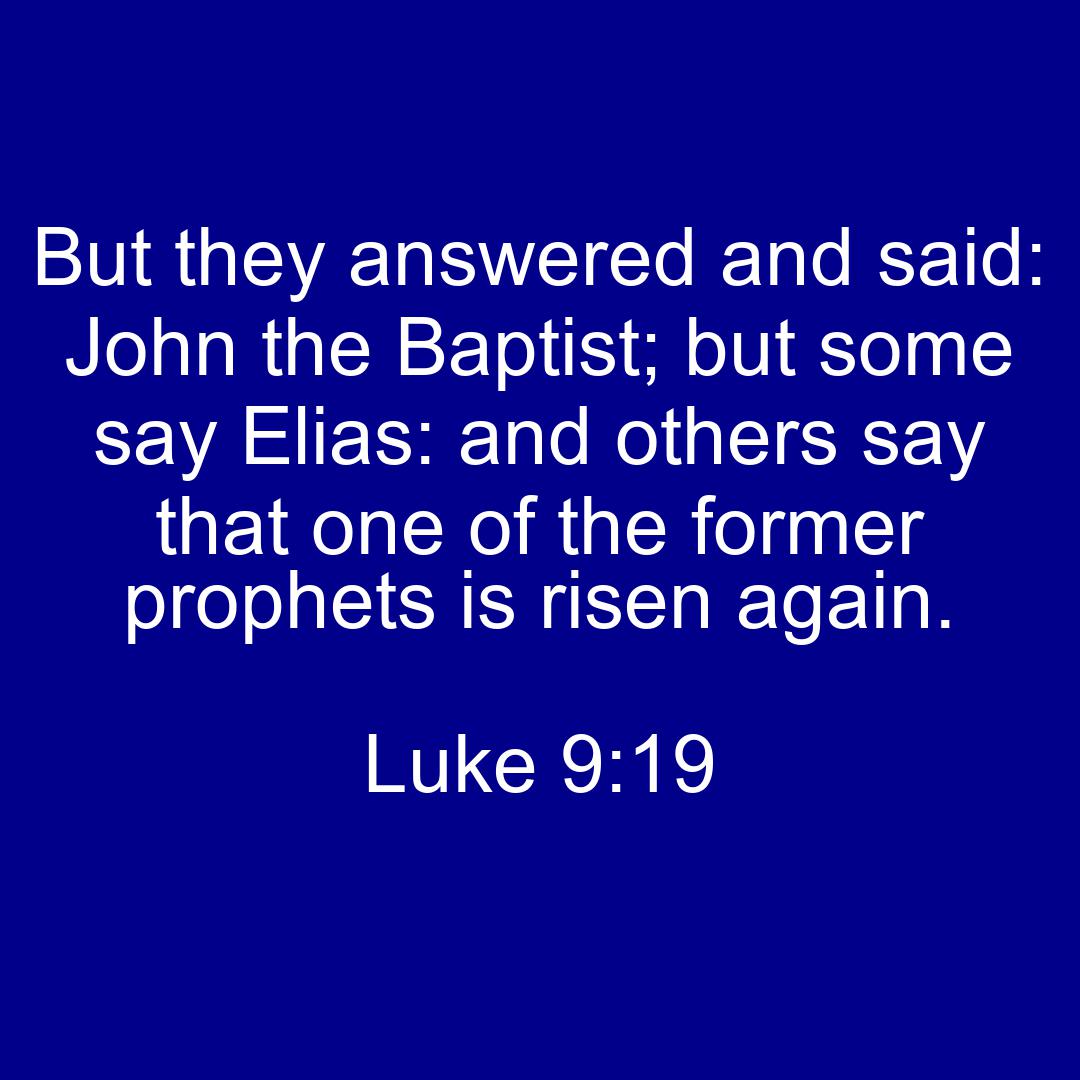 But they answered and said:
John the Baptist; but some
say Elias: and others say
that one of the former
prophets is risen again.
Luke 9:19